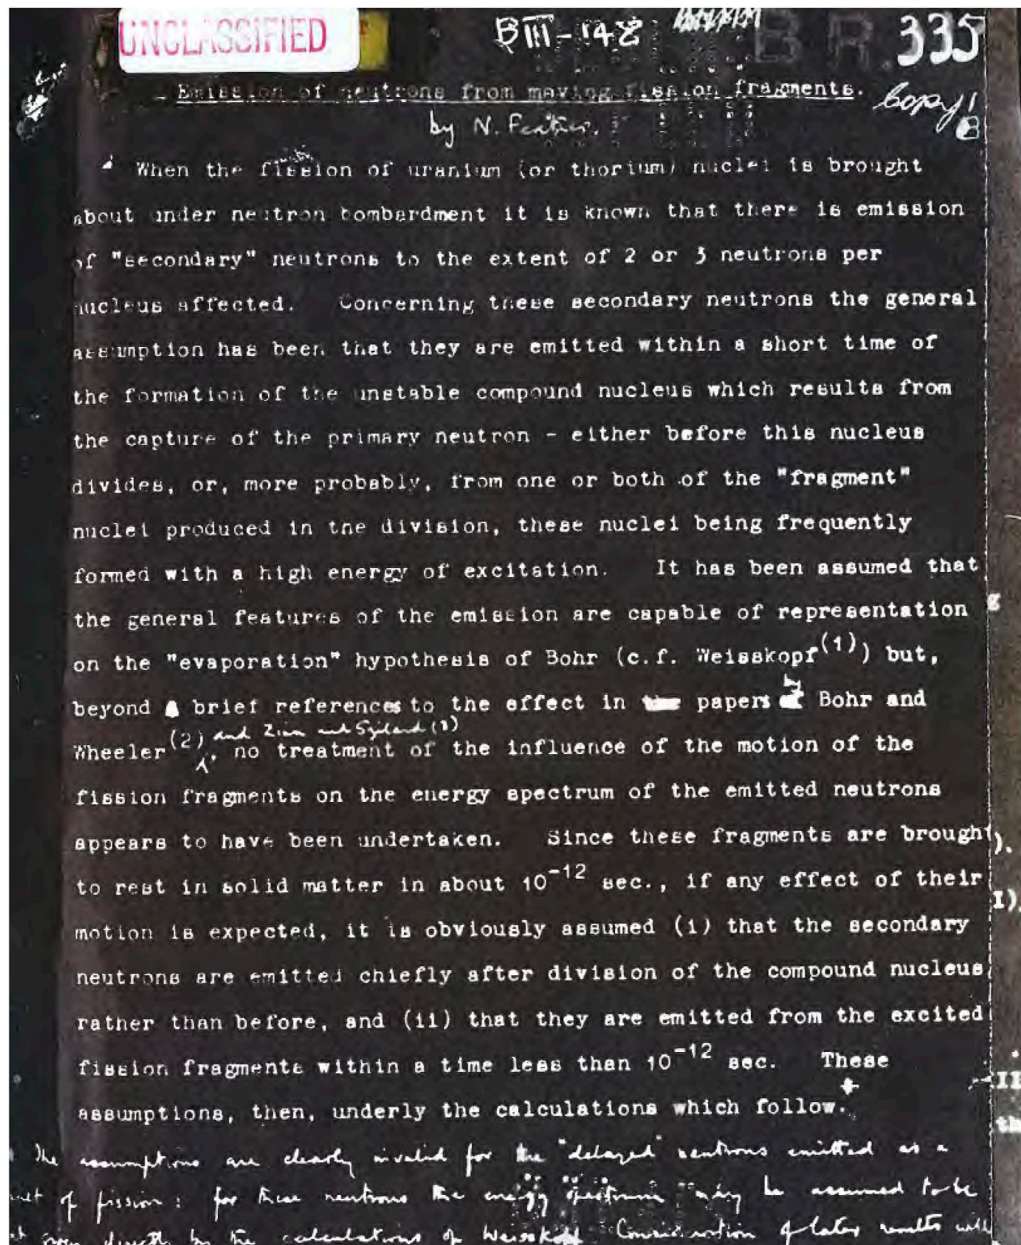 UNCLASSIFIED
BIII-148
B R. 335
Emission of neutrons from moving fission fragments.
Copy 1
by N. Feather.
When the fission of uranium (or thorium) nuclei is brought
about under neutron bombardment it is known that there is emission
of "secondary" neutrons to the extent of 2 or 3 neutrons per
nucleus affected. Concerning these secondary neutrons the general
assumption has been that they are emitted within a short time of
the formation of the unstable compound nucleus which results from
the capture of the primary neutron - either before this nucleus
divides, or, more probably, from one or both of the "fragment"
nuclei produced in the division, these nuclei being frequently
formed with a high energy of excitation. It has been assumed that
the general features of the emission are capable of representation
on the "evaporation" hypothesis of Bohr (c.f. Weisskopf(1)) but,
beyond brief references to the effect in papers by Bohr and
and Zinn and Szilard (3)
Wheeler(2), no treatment of the influence of the motion of the
fission fragments on the energy spectrum of the emitted neutrons
appears to have been undertaken. Since these fragments are brought
to rest in solid matter in about 10-12 sec., if any effect of their
motion is expected, it is obviously assumed (i) that the secondary
neutrons are emitted chiefly after division of the compound nucleus
rather than before, and (ii) that they are emitted from the excited
fission fragments within a time less than 10-12 sec. These
assumptions, then, underly the calculations which follow.+
The assumptions are clearly invalid for the "delayed" neutrons emitted as a
of fission: for these neutrons the energy spectrum may be assumed to be
given directly by the calculations of Weisskopf. Consideration of later results will